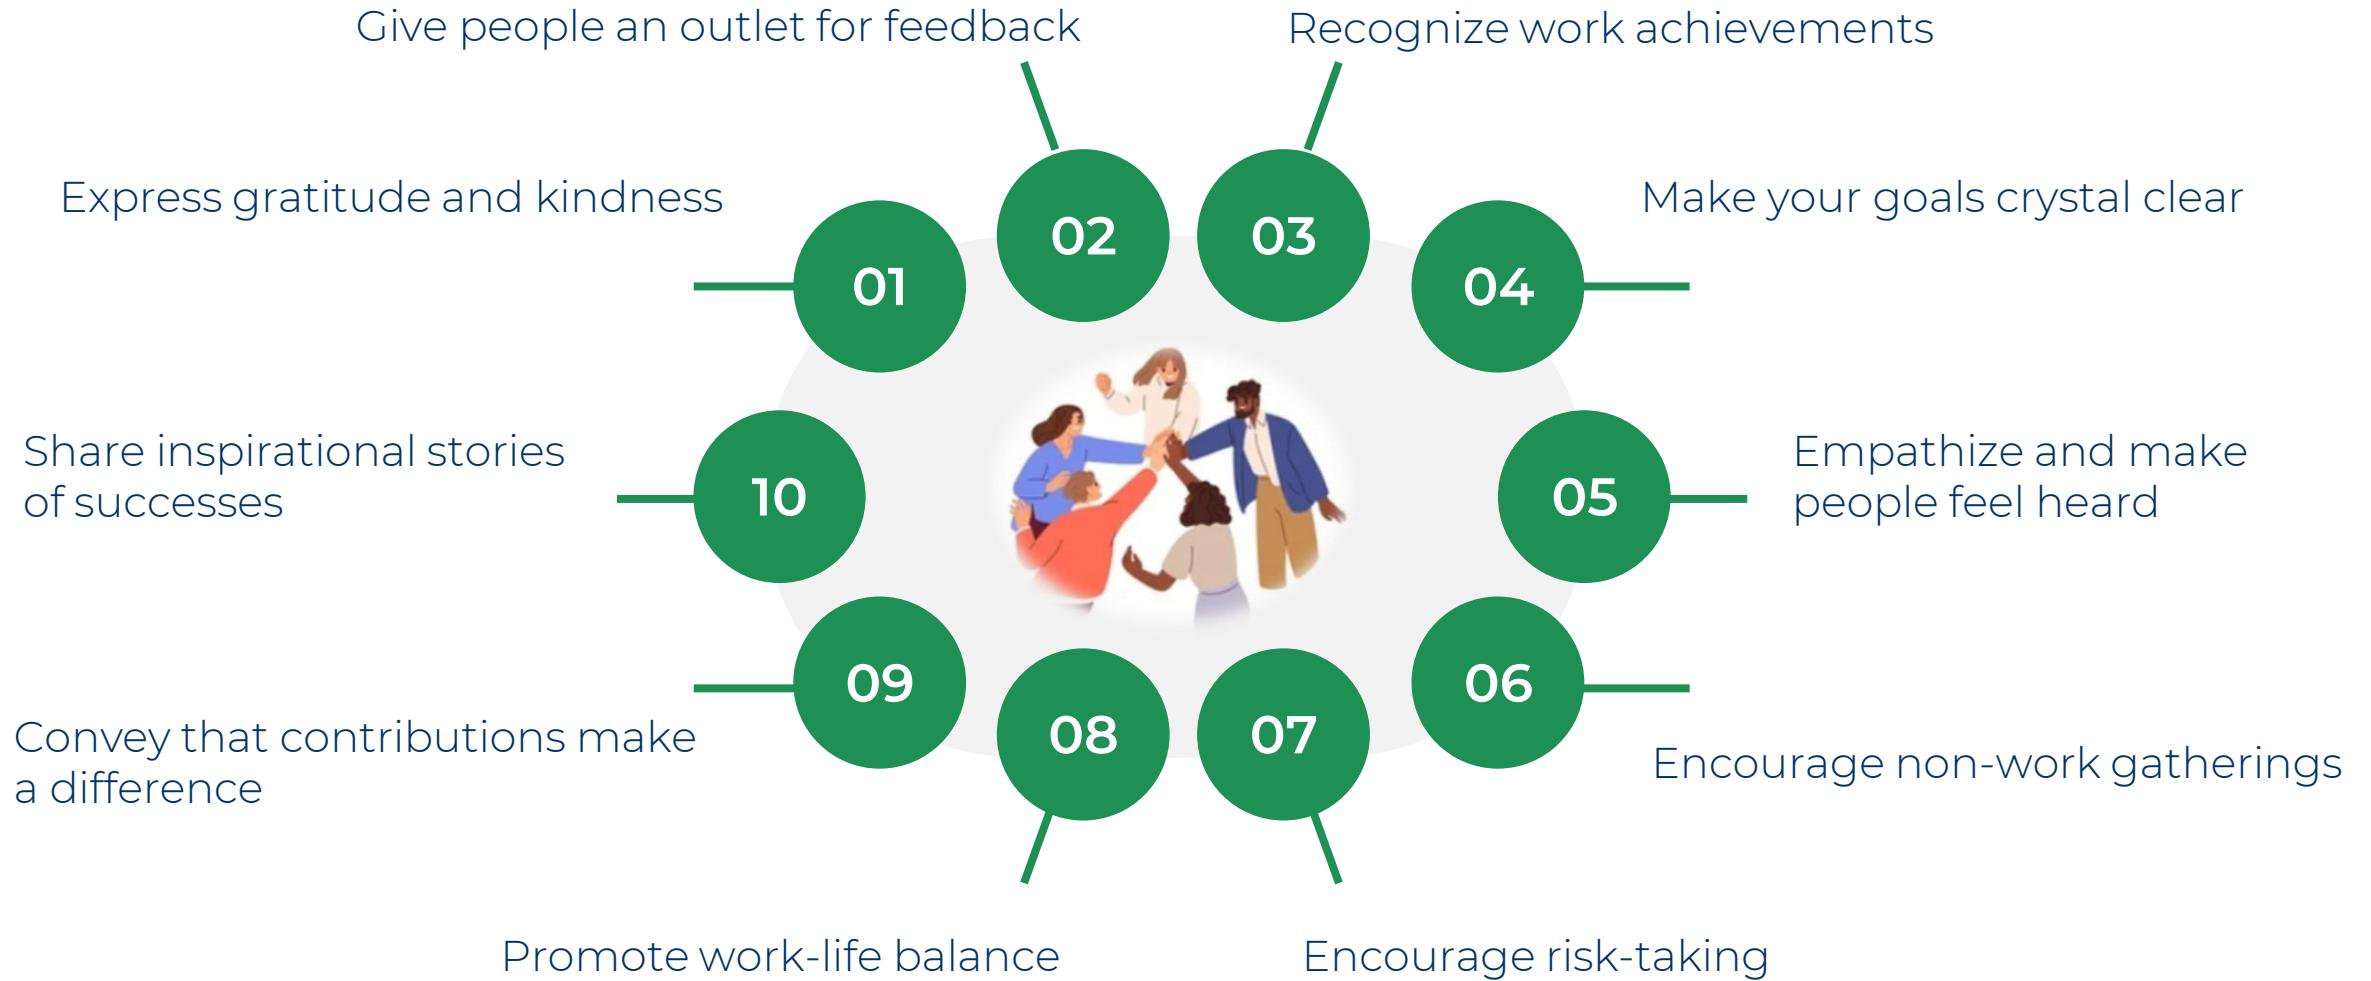 Give people an outlet for feedback
Recognize work achievements
Express gratitude and kindness
Make your goals crystal clear
02
03
01
04
Share inspirational stories
of successes
10
05
Empathize and make
people feel heard
09
06
08
07
Convey that contributions make
a difference
Encourage non-work gatherings
Promote work-life balance
Encourage risk-taking